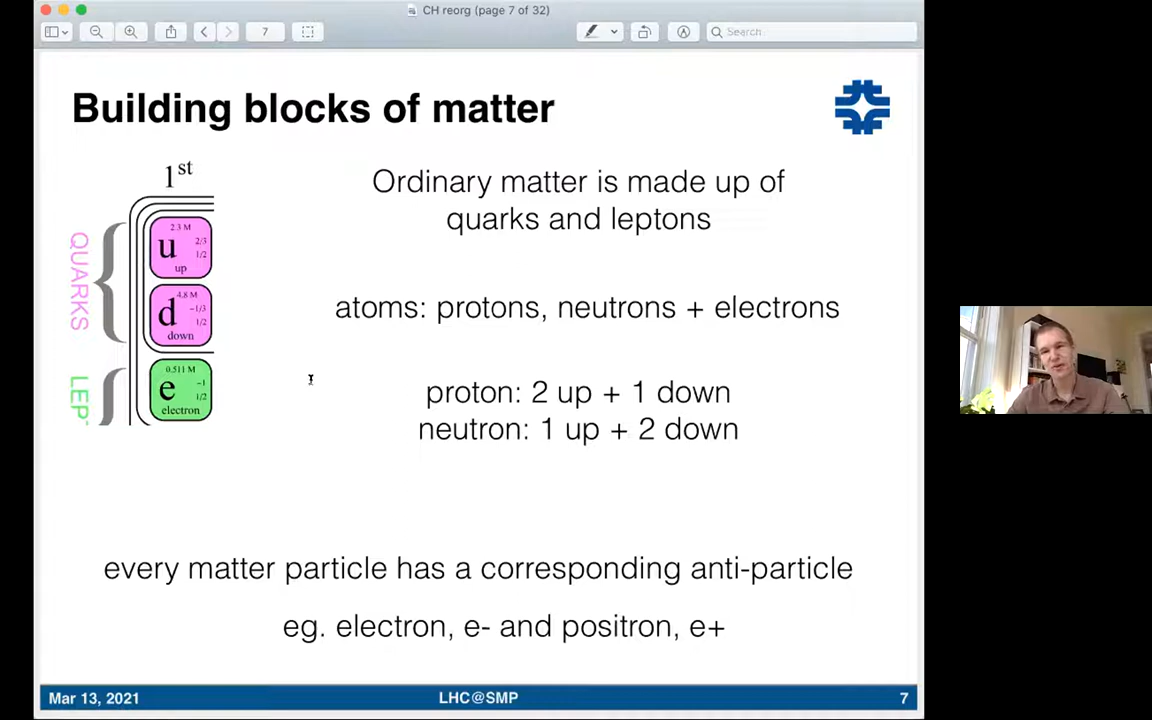 CH reorg (page 7 of 32)
7
Search
Building blocks of matter
1st
QUARKS
2.3 M
u
2/3
1/2
up
4.8 M
d
-1/3
1/2
down
LEP
0.511 M
e
-1
1/2
electron
Ordinary matter is made up of
quarks and leptons
atoms: protons, neutrons + electrons
proton: 2 up + 1 down
neutron: 1 up + 2 down
every matter particle has a corresponding anti-particle
eg. electron, e- and positron, e+
Mar 13, 2021
LHC@SMP
7